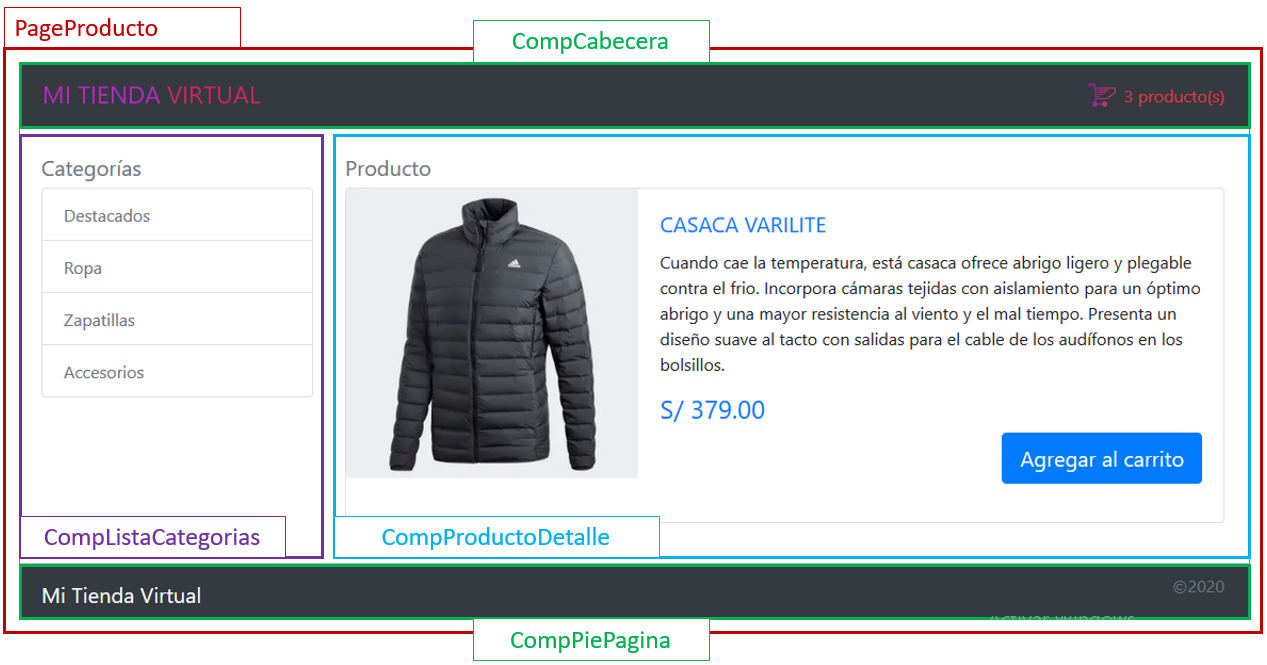 PageProducto
CompCabecera
MI TIENDA VIRTUAL
3 producto(s)
Categorías
Destacados
Ropa
Zapatillas
Accesorios
CompListaCategorias
Producto
CASACA VARILITE
Cuando cae la temperatura, está casaca ofrece abrigo ligero y plegable
contra el frio. Incorpora cámaras tejidas con aislamiento para un óptimo
abrigo y una mayor resistencia al viento y el mal tiempo. Presenta un
diseño suave al tacto con salidas para el cable de los audífonos en los
bolsillos.
S/ 379.00
Agregar al carrito
CompProductoDetalle
Mi Tienda Virtual
©2020
Activar Windows
CompPiePagina